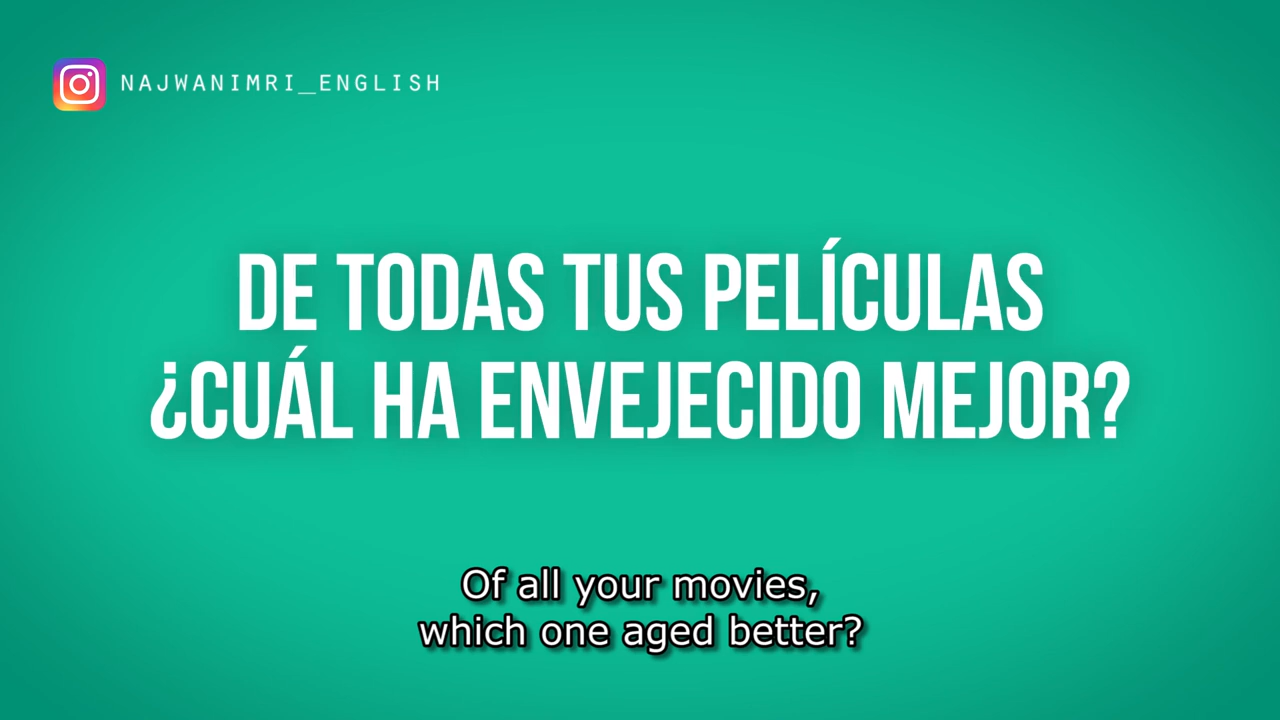 NAJWANIMRI_ENGLISH
DE TODAS TUS PELÍCULAS
¿CUÁL HA ENVEJECIDO MEJOR?
Of all your movies,
which one aged better?